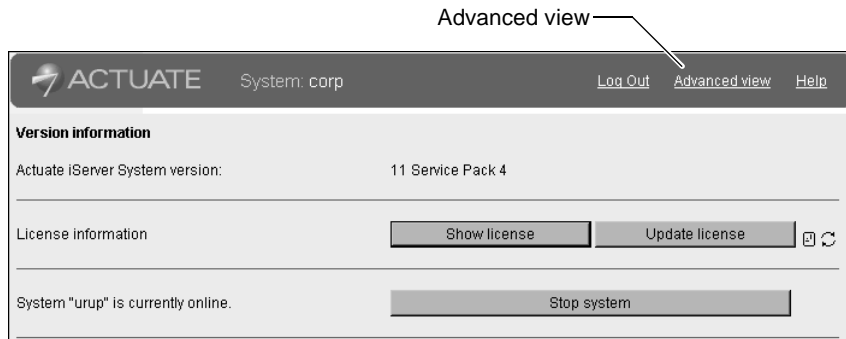 Advanced view
ACTUATE System: corp Log Out Advanced view Help
Version information
Actuate iServer System version: 11 Service Pack 4
License information Show license Update license
System "urup" is currently online. Stop system